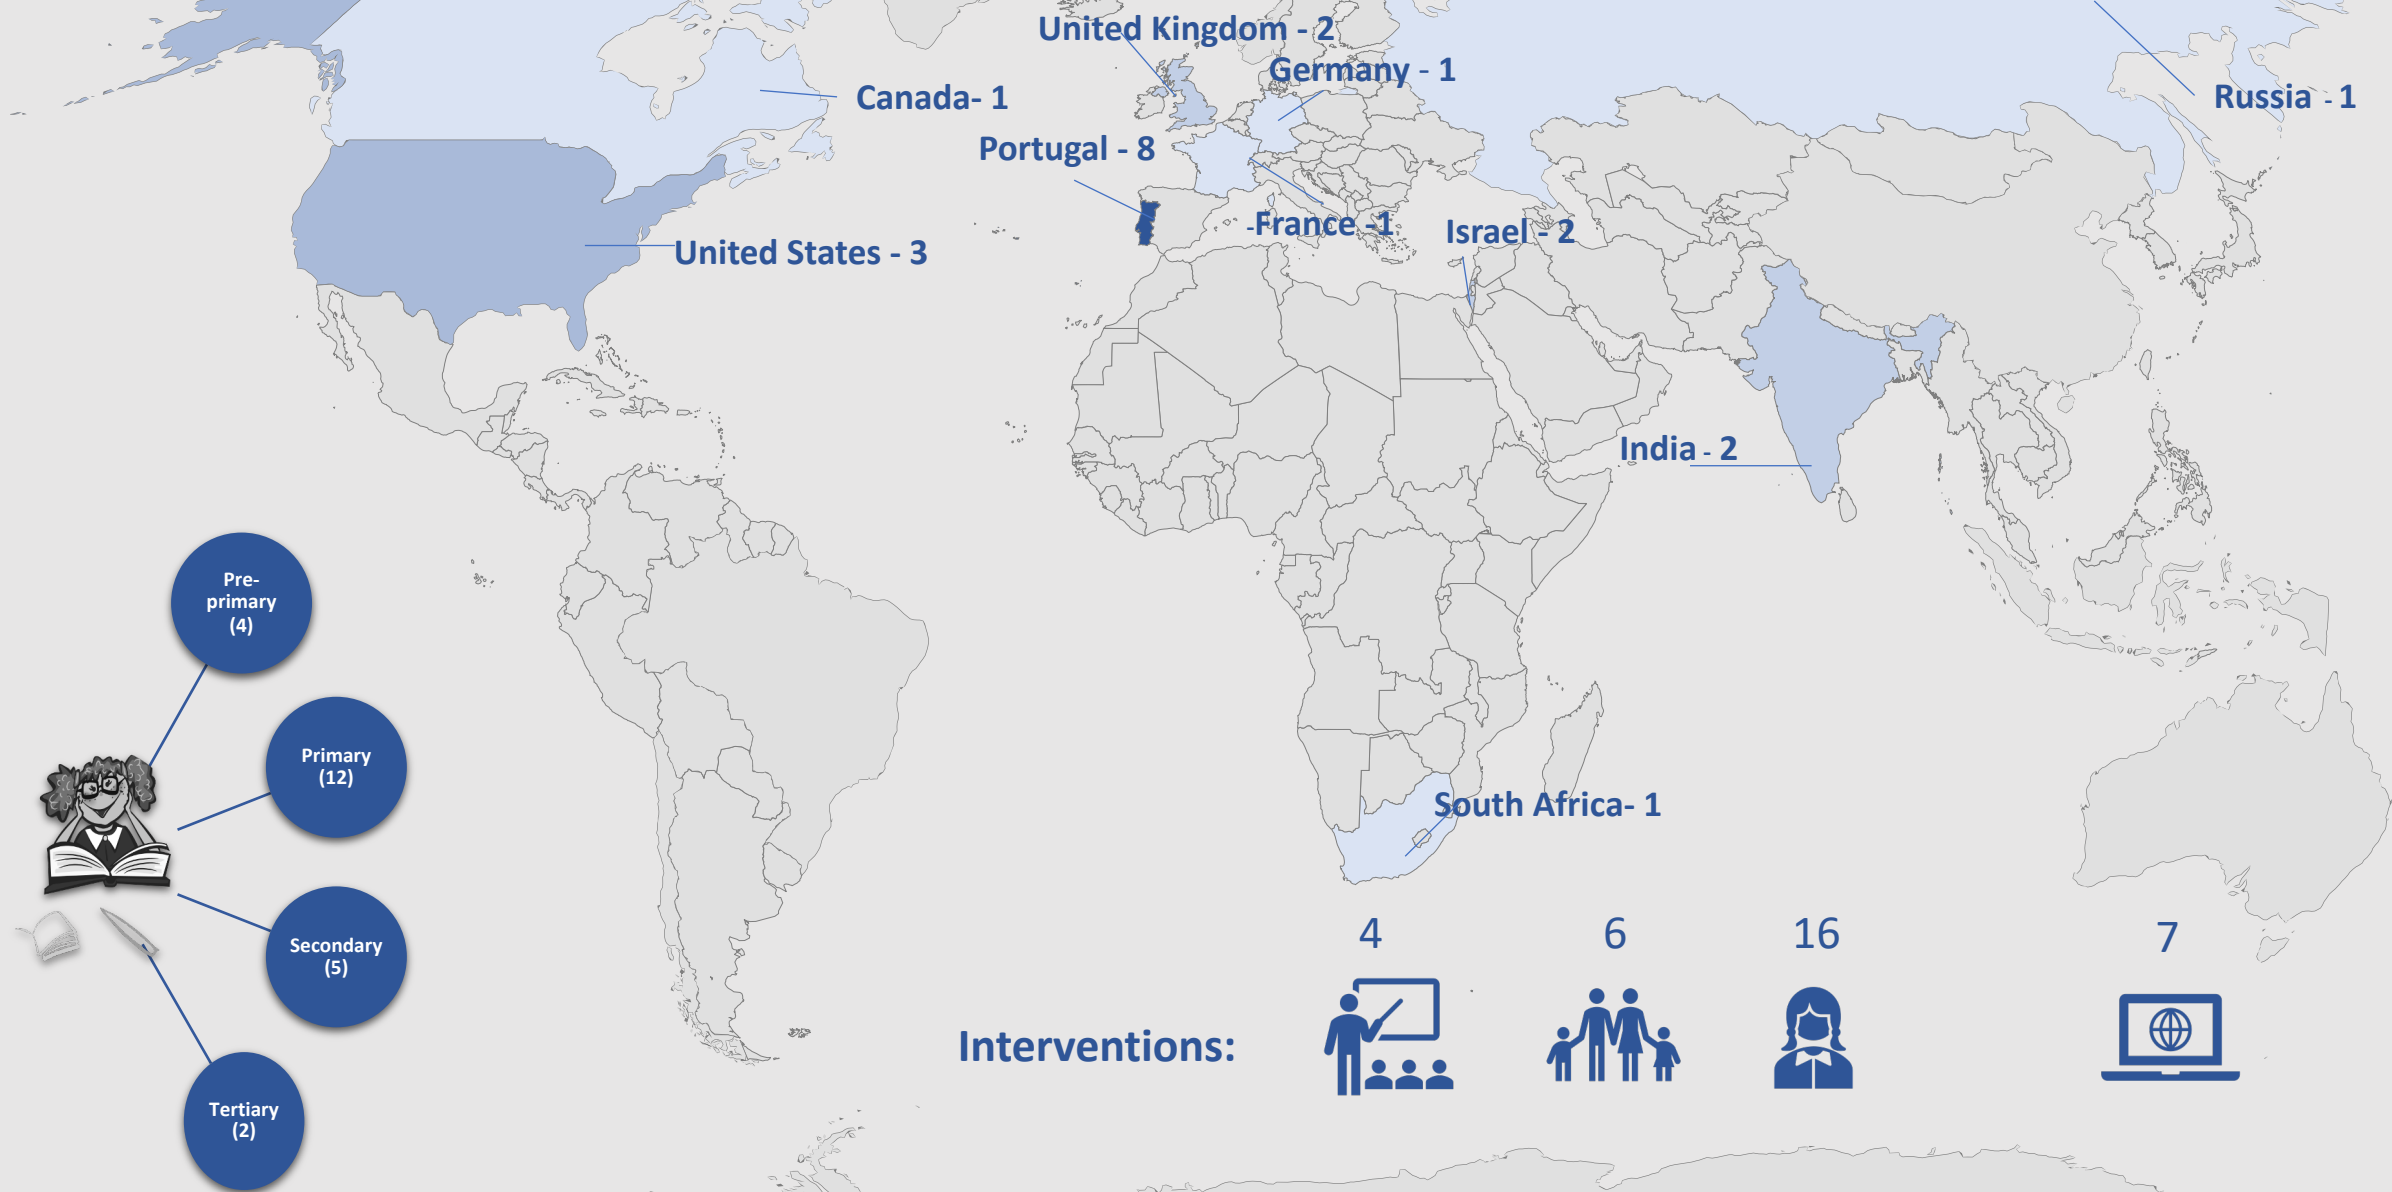 United Kingdom - 2
Germany - 1
Canada- 1
Russia - 1
Portugal - 8
-France -1
Israel - 2
United States - 3
India - 2
Pre-
primary
(4)
Primary
(12)
South Africa- 1
Secondary
(5)
Tertiary
(2)
4
6
16
7
Interventions: